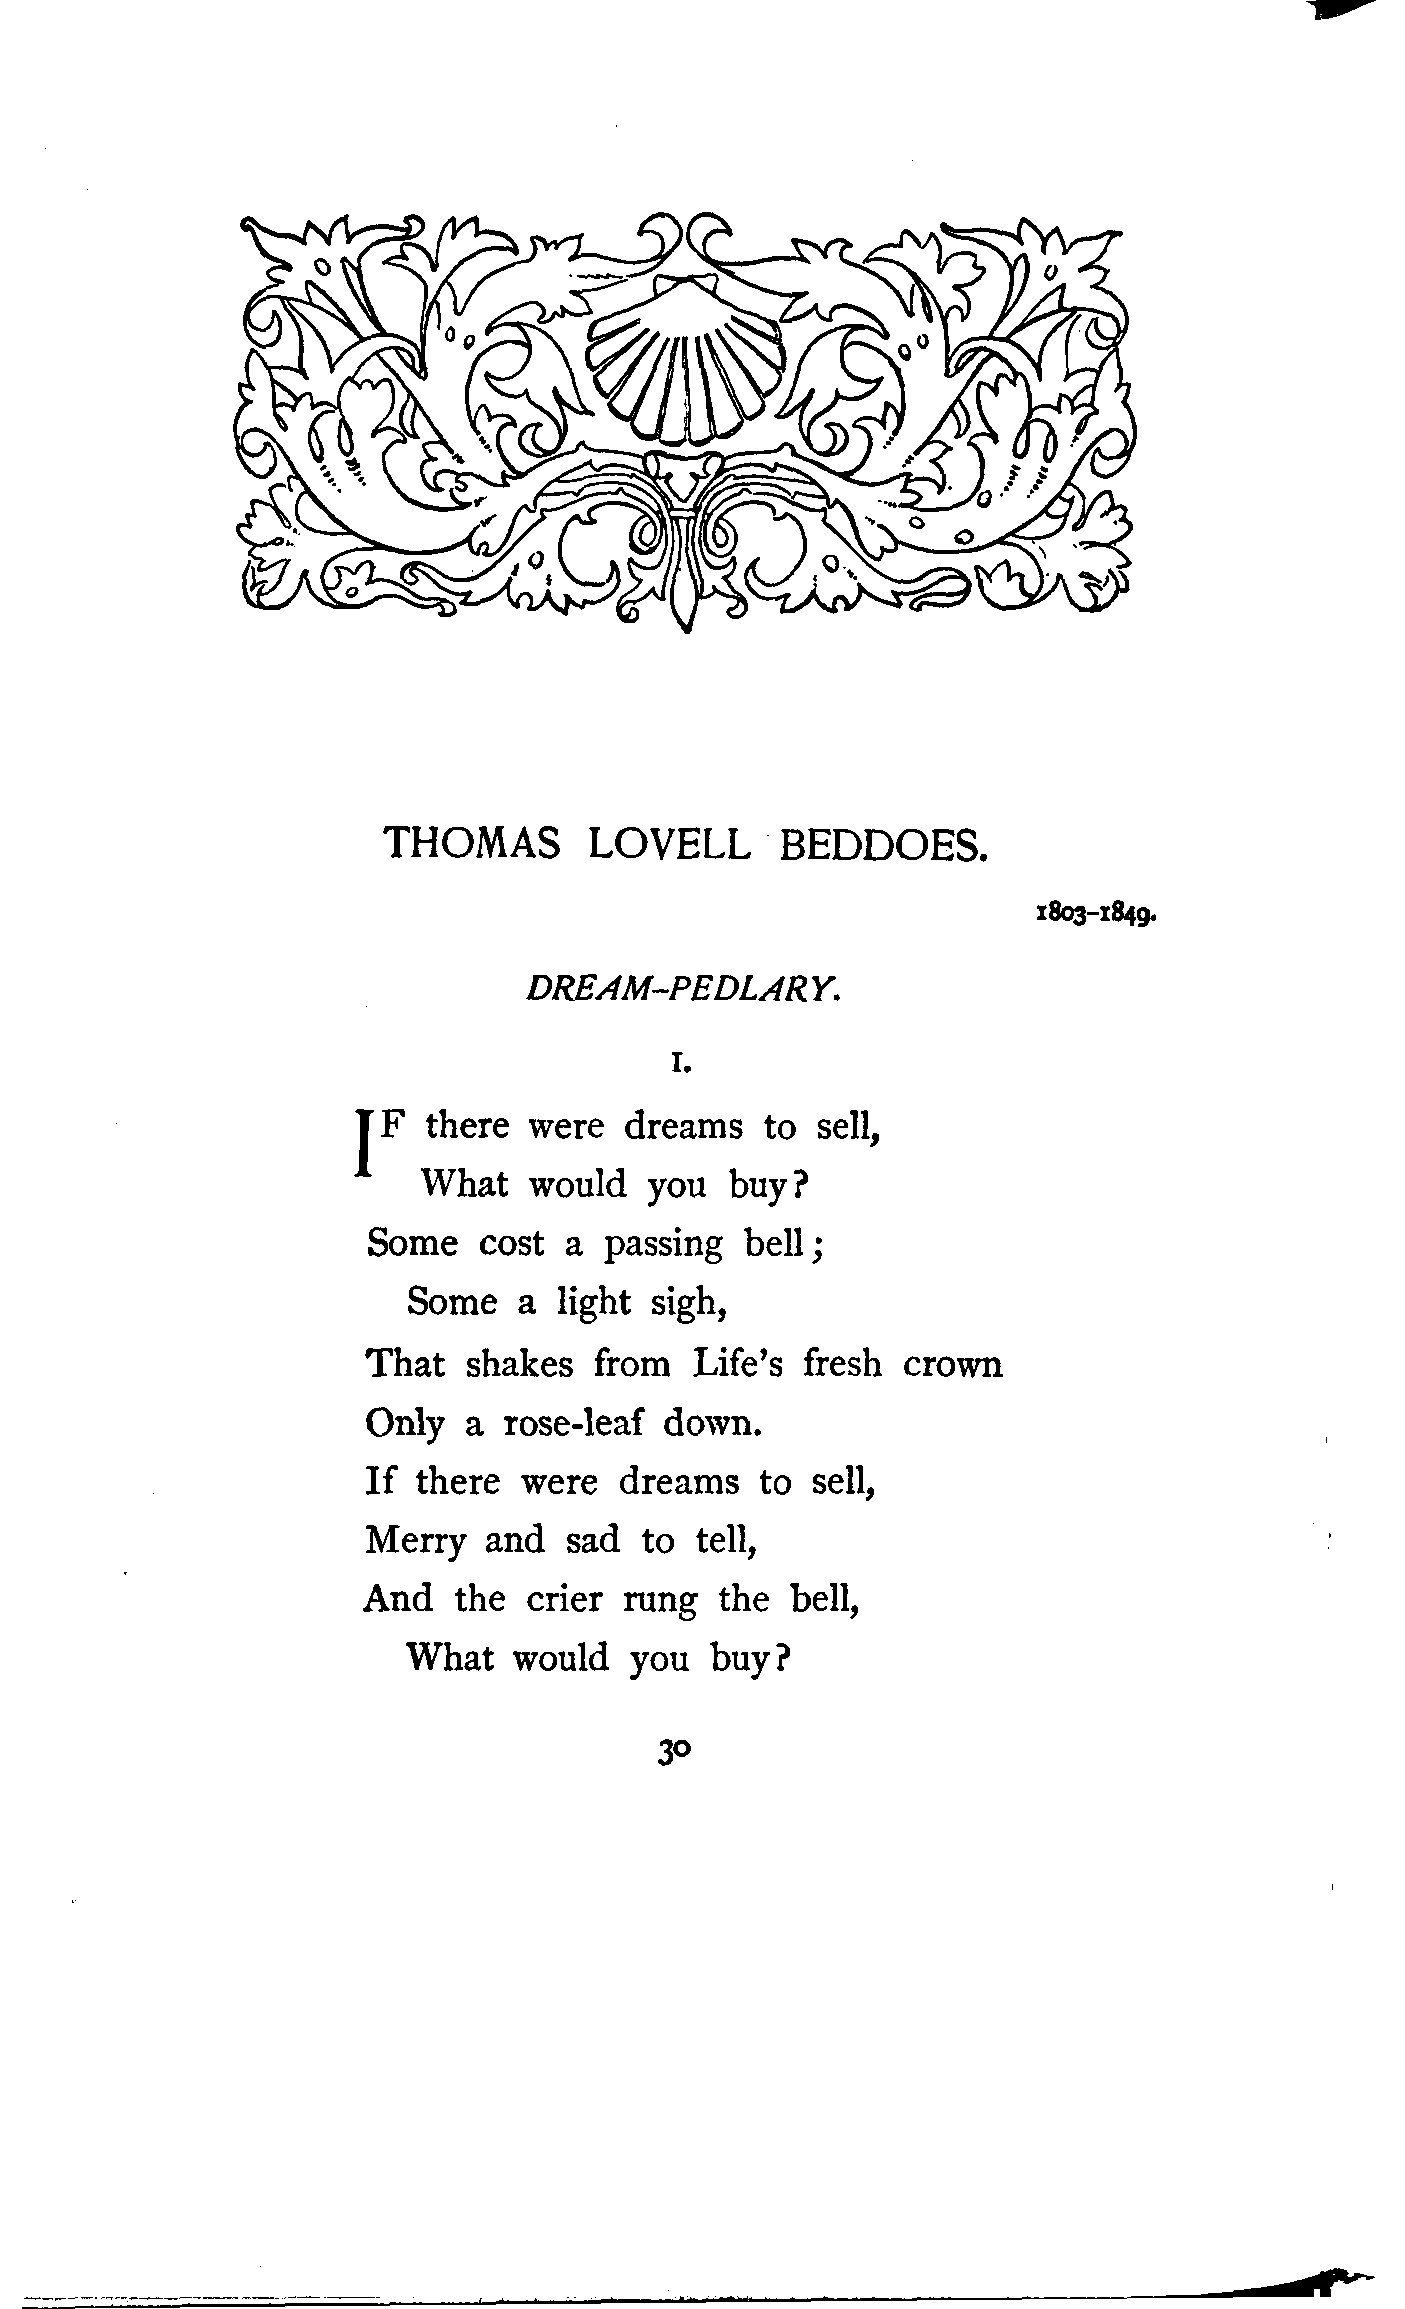 THOMAS LOVELL BEDDOES.
1803–1849.
DREAM-PEDLARY.
I.
IF there were dreams to sell,
What would you buy?
Some cost a passing bell;
Some a light sigh,
That shakes from Life's fresh crown
Only a rose-leaf down.
If there were dreams to sell,
Merry and sad to tell,
And the crier rung the bell,
What would you buy?
30